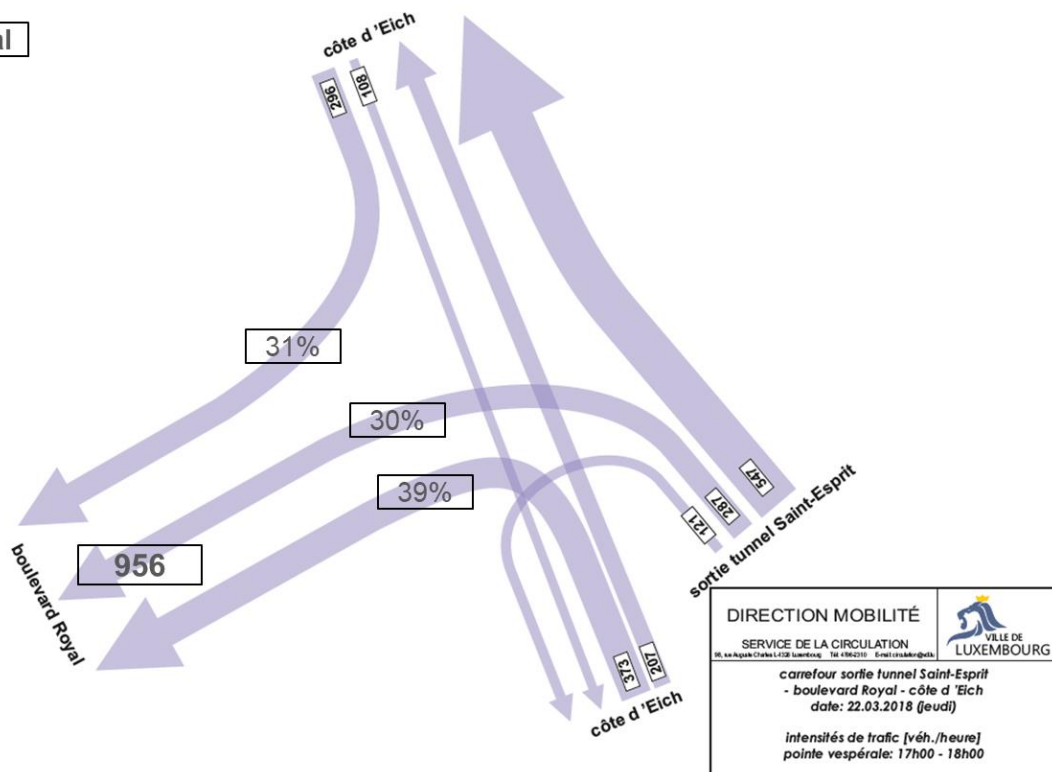 al
côte d 'Eich
296
108
31%
30%
39%
956
boulevard Royal
547
287
121
sortie tunnel Saint-Esprit
373
207
côte d 'Eich
DIRECTION MOBILITÉ
SERVICE DE LA CIRCULATION
VILLE DE
LUXEMBOURG
carrefour sortie tunnel Saint-Esprit
- boulevard Royal - côte d 'Eich
date: 22.03.2018 (jeudi)
intensités de trafic [véh./heure]
pointe vespérale: 17h00 - 18h00